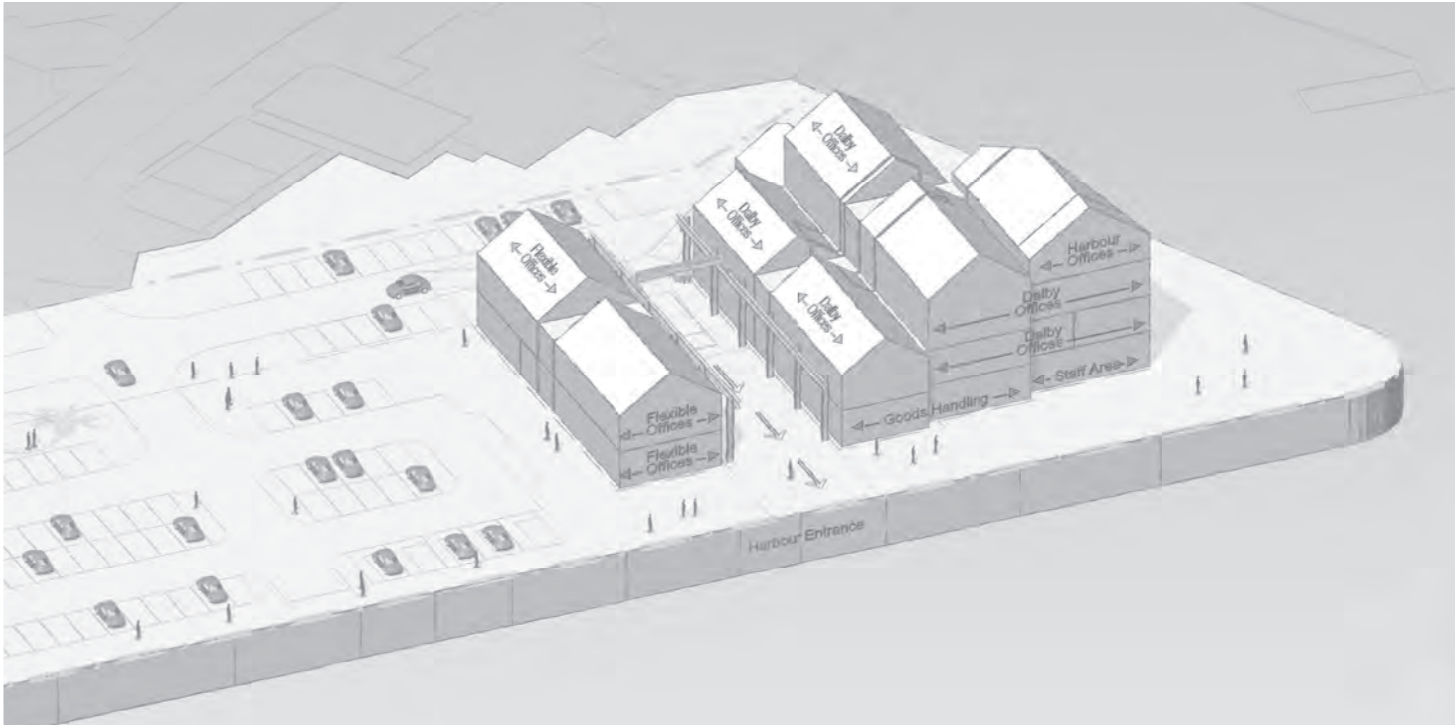 Dalby
Offices
Dalby
Offices
Flexible
Offices
Dalby
Offices
Harbour
Offices
Dalby
Offices
Dalby
Offices
Staff Area
Goods Handling
Flexible
Offices
Flexible
Offices
Harbour Entrance